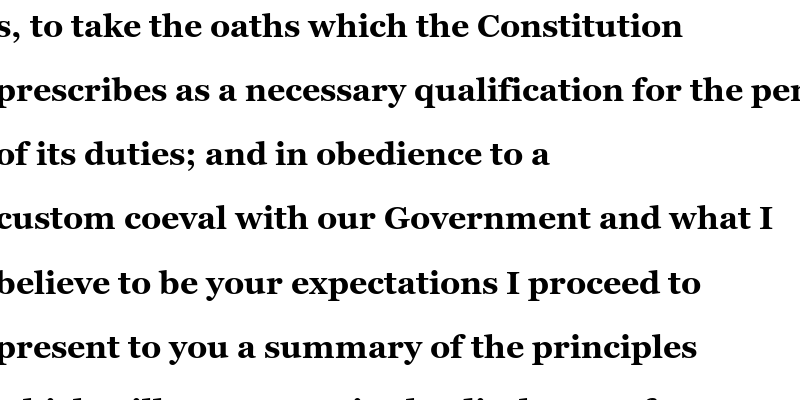 s, to take the oaths which the Constitution
prescribes as a necessary qualification for the
of its duties; and in obedience to a
custom coeval with our Government and what I
believe to be your expectations I proceed to
present to you a summary of the principles